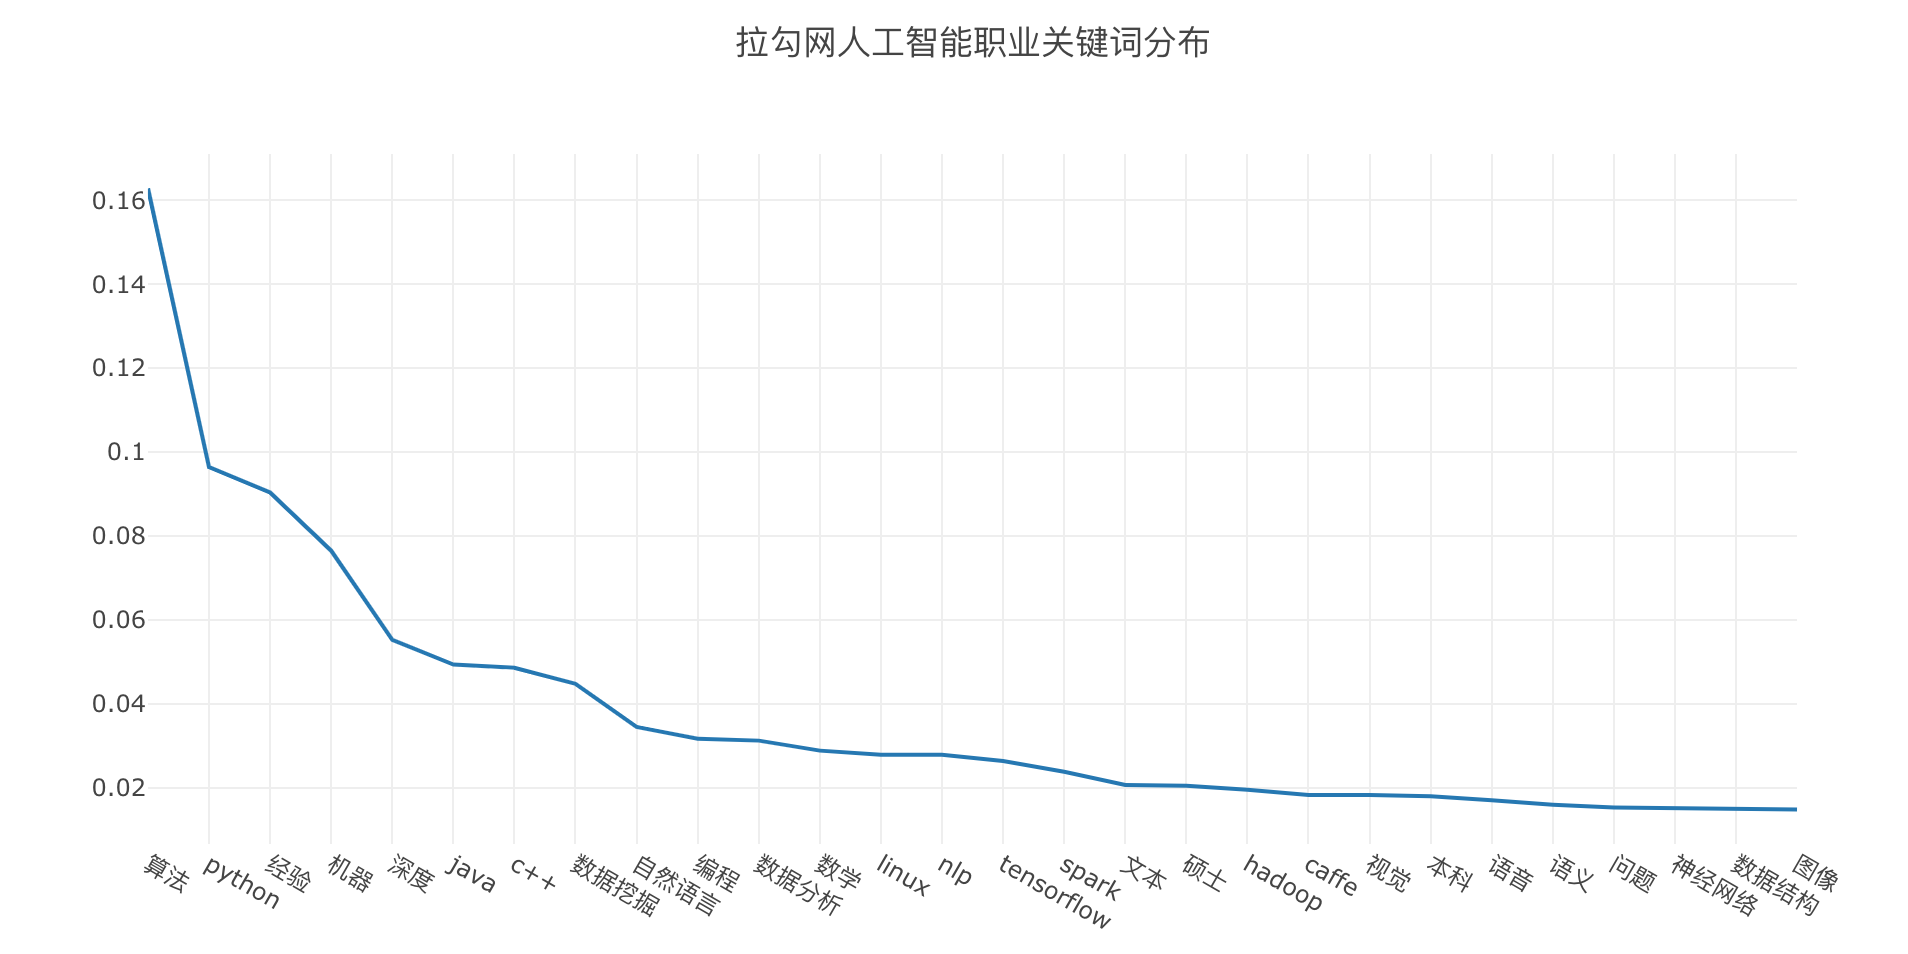 拉勾网人工智能职业关键词分布
0.16
0.14
0.12
0.1
0.08
0.06
0.04
0.02
算法
python
经验
机器
深度
java
c++
数据挖掘
自然语言
编程
数据分析
数学
linux
nlp
tensorflow
spark
文本
硕士
hadoop
caffe
视觉
本科
语音
语义
问题
神经网络
数据结构
图像